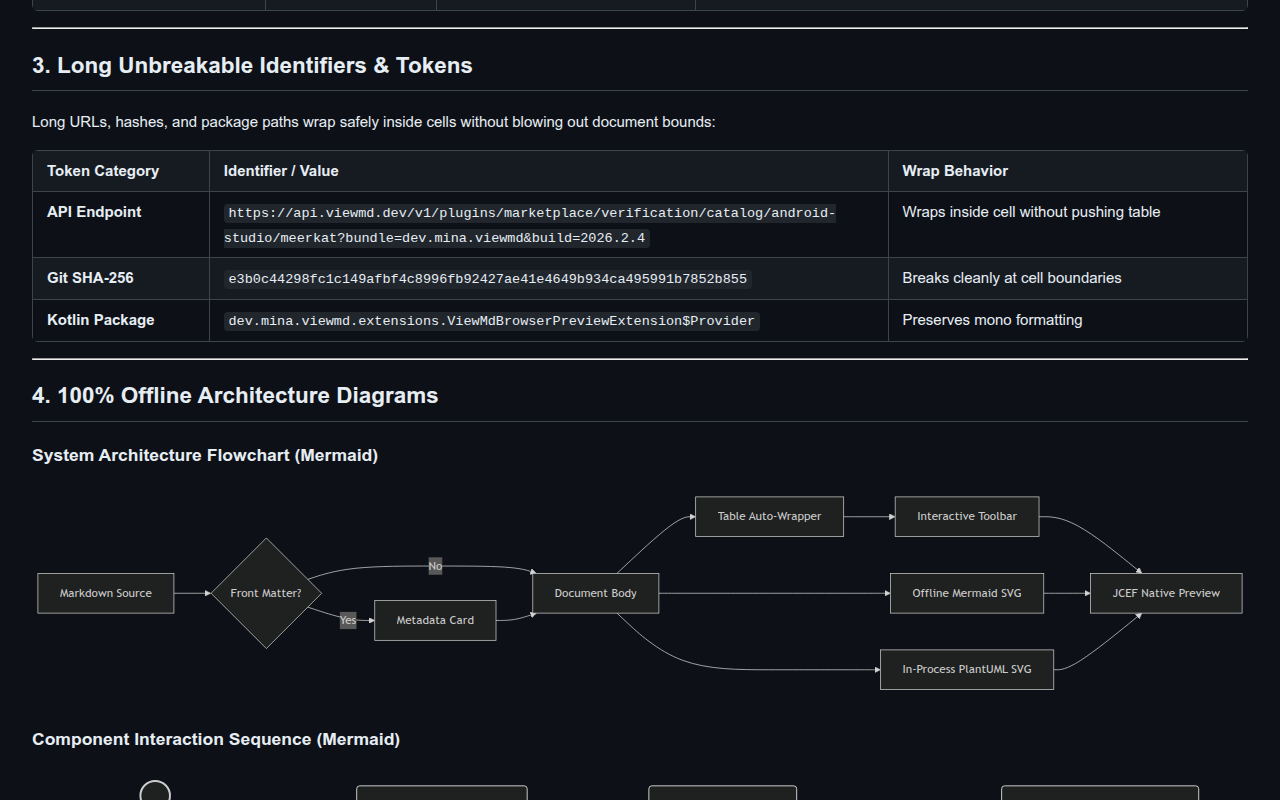 3. Long Unbreakable Identifiers & Tokens
Long URLs, hashes, and package paths wrap safely inside cells without blowing out document bounds:
Token Category Identifier / Value Wrap Behavior
API Endpoint https://api.viewmd.dev/v1/plugins/marketplace/verification/catalog/android- Wraps inside cell without pushing table
studio/meerkat?bundle=dev.mina.viewmd&build=2026.2.4
Git SHA-256 e3b0c44298fc1c149afbf4c8996fb92427ae41e4649b934ca495991b7852b855 Breaks cleanly at cell boundaries
Kotlin Package dev.mina.viewmd.extensions.ViewMdBrowserPreviewExtension$Provider Preserves mono formatting
4. 100% Offline Architecture Diagrams
System Architecture Flowchart (Mermaid)
Table Auto-Wrapper Interactive Toolbar
No
Markdown Source Front Matter? Document Body Offline Mermaid SVG JCEF Native Preview
Yes Metadata Card
In-Process PlantUML SVG
Component Interaction Sequence (Mermaid)